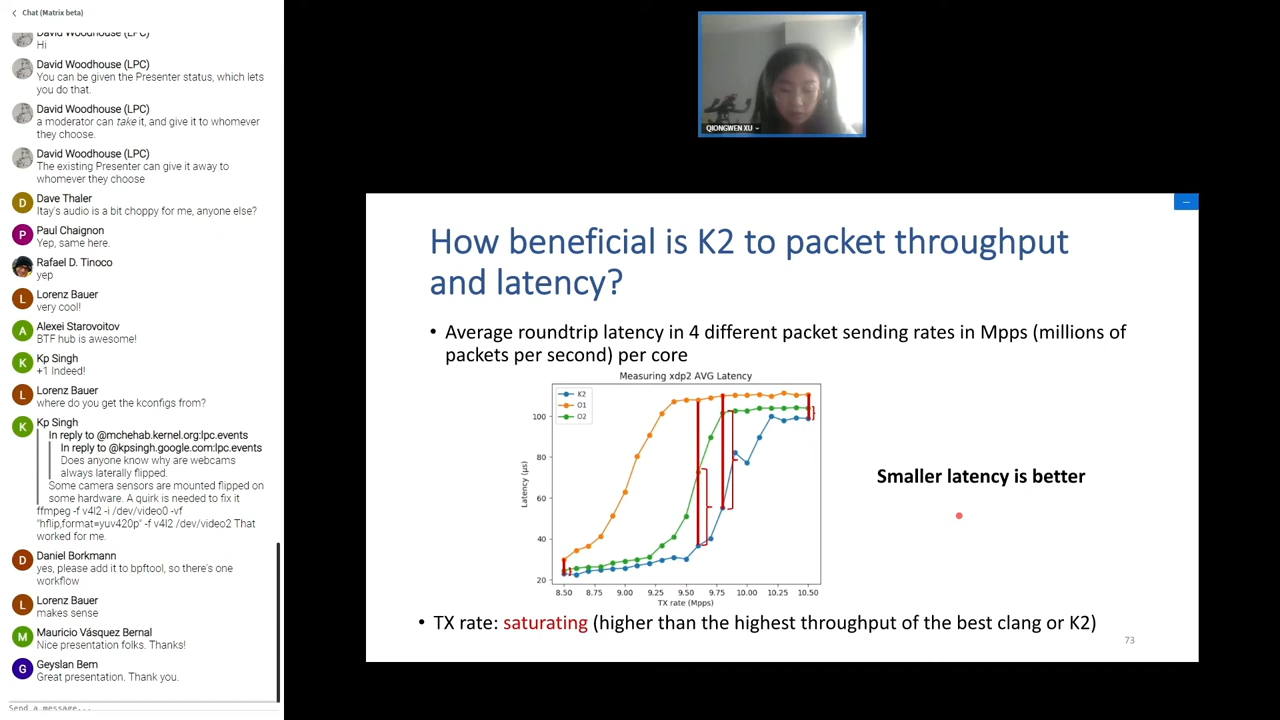 Chat (Matrix beta)
David Woodhouse (LPC)
Hi
David Woodhouse (LPC)
You can be given the Presenter status, which lets
you do that.
David Woodhouse (LPC)
a moderator can take it, and give it to whomever
they choose.
David Woodhouse (LPC)
The existing Presenter can give it away to
whomever they choose
D
Dave Thaler
Itay's audio is a bit choppy for me, anyone else?
P
Paul Chaignon
Yep, same here.
Rafael D. Tinoco
yep
L
Lorenz Bauer
very cool!
A
Alexei Starovoitov
BTF hub is awesome!
K
Kp Singh
+1 Indeed!
L
Lorenz Bauer
where do you get the kconfigs from?
K
Kp Singh
In reply to @mchehab.kernel.org:lpc.events
In reply to @kpsingh.google.com:lpc.events
Does anyone know why are webcams
always laterally flipped.
Some camera sensors are mounted flipped on
some hardware. A quirk is needed to fix it
ffmpeg -f v4l2 -i /dev/video0 -vf
"hflip,format=yuv420p" -f v4l2 /dev/video2 That
worked for me.
D
Daniel Borkmann
yes, please add it to bpftool, so there's one
workflow
L
Lorenz Bauer
makes sense
M
Mauricio Vásquez Bernal
Nice presentation folks. Thanks!
G
Geyslan Bem
Great presentation. Thank you.
Send a message...
QIONGWEN XU
How beneficial is K2 to packet throughput
and latency?
• Average roundtrip latency in 4 different packet sending rates in Mpps (millions of
packets per second) per core
Measuring xdp2 AVG Latency
K2
O1
O2
Latency (μs)
100
80
60
40
20
8.50 8.75 9.00 9.25 9.50 9.75 10.00 10.25 10.50
TX rate (Mpps)
Smaller latency is better
• TX rate: saturating (higher than the highest throughput of the best clang or K2)
73